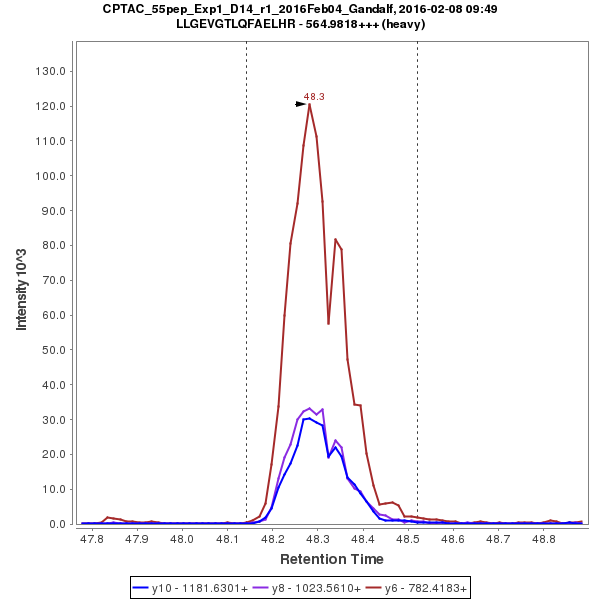 CPTAC_55pep_Exp1_D14_r1_2016Feb04_Gandalf, 2016-02-08 09:49
LLGEVGTLQFAELHR - 564.9818+++ (heavy)
48.3
130.0
120.0
110.0
100.0
90.0
80.0
70.0
60.0
50.0
40.0
30.0
20.0
10.0
0.0
Intensity 10^3
47.8 47.9 48.0 48.1 48.2 48.3 48.4 48.5 48.6 48.7 48.8
Retention Time
y10 - 1181.6301+ y8 - 1023.5610+ y6 - 782.4183+